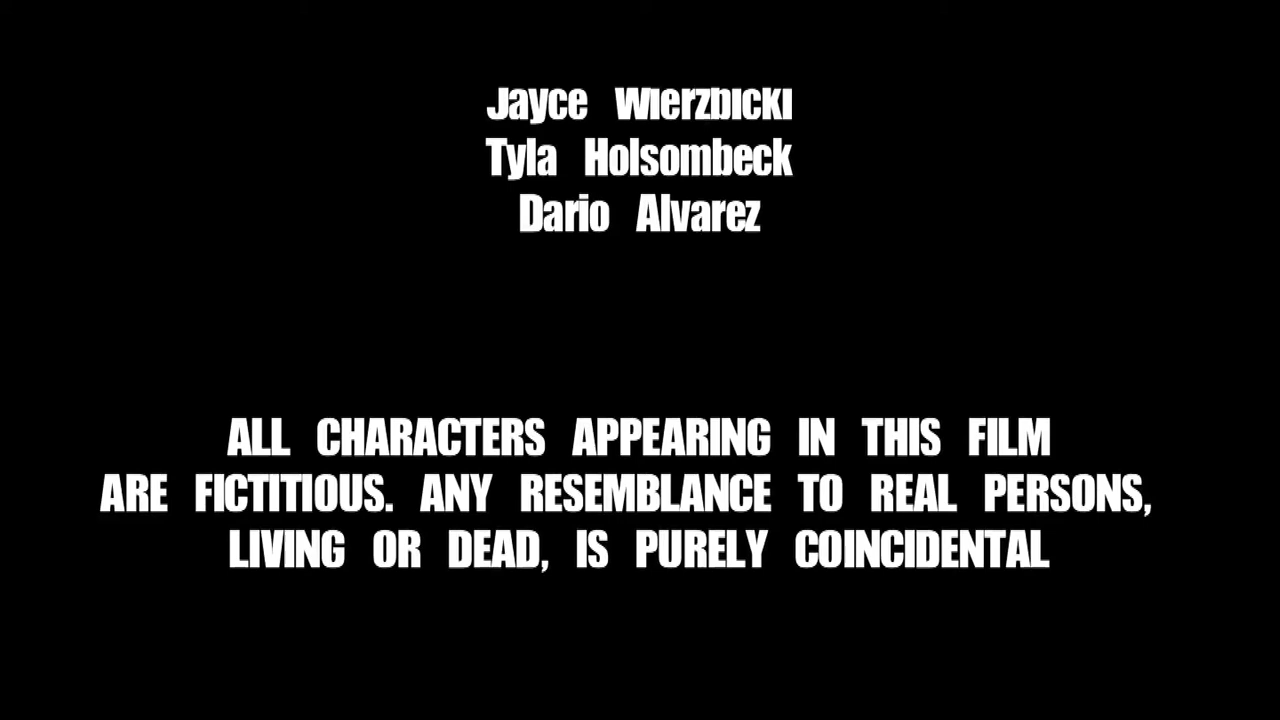 Jayce Wierzbicki
Tyla Holsombeck
Dario Alvarez
ALL CHARACTERS APPEARING IN THIS FILM
ARE FICTITIOUS. ANY RESEMBLANCE TO REAL PERSONS,
LIVING OR DEAD, IS PURELY COINCIDENTAL